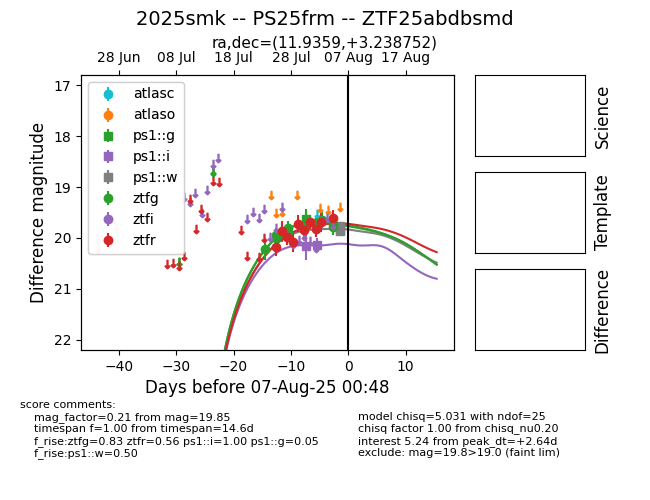 2025smk -- PS25frm -- ZTF25abdbsmd
ra,dec=(11.9359,+3.238752)
28 Jun 08 Jul 18 Jul 28 Jul 07 Aug 17 Aug
17
18
19
20
21
22
Difference magnitude
atlasc
atlaso
ps1::g
ps1::i
ps1::w
ztfg
ztfi
ztfr
−40 −30 −20 −10 0 10
Days before 07-Aug-25 00:48
Science
Template
Difference
score comments:
mag_factor=0.21 from mag=19.85
timespan f=1.00 from timespan=14.6d
f_rise:ztfg=0.83 ztfr=0.56 ps1::i=1.00 ps1::g=0.05
f_rise:ps1::w=0.50
model chisq=5.031 with ndof=25
chisq factor 1.00 from chisq_nu0.20
interest 5.24 from peak_dt=+2.64d
exclude: mag=19.8>19.0 (faint lim)